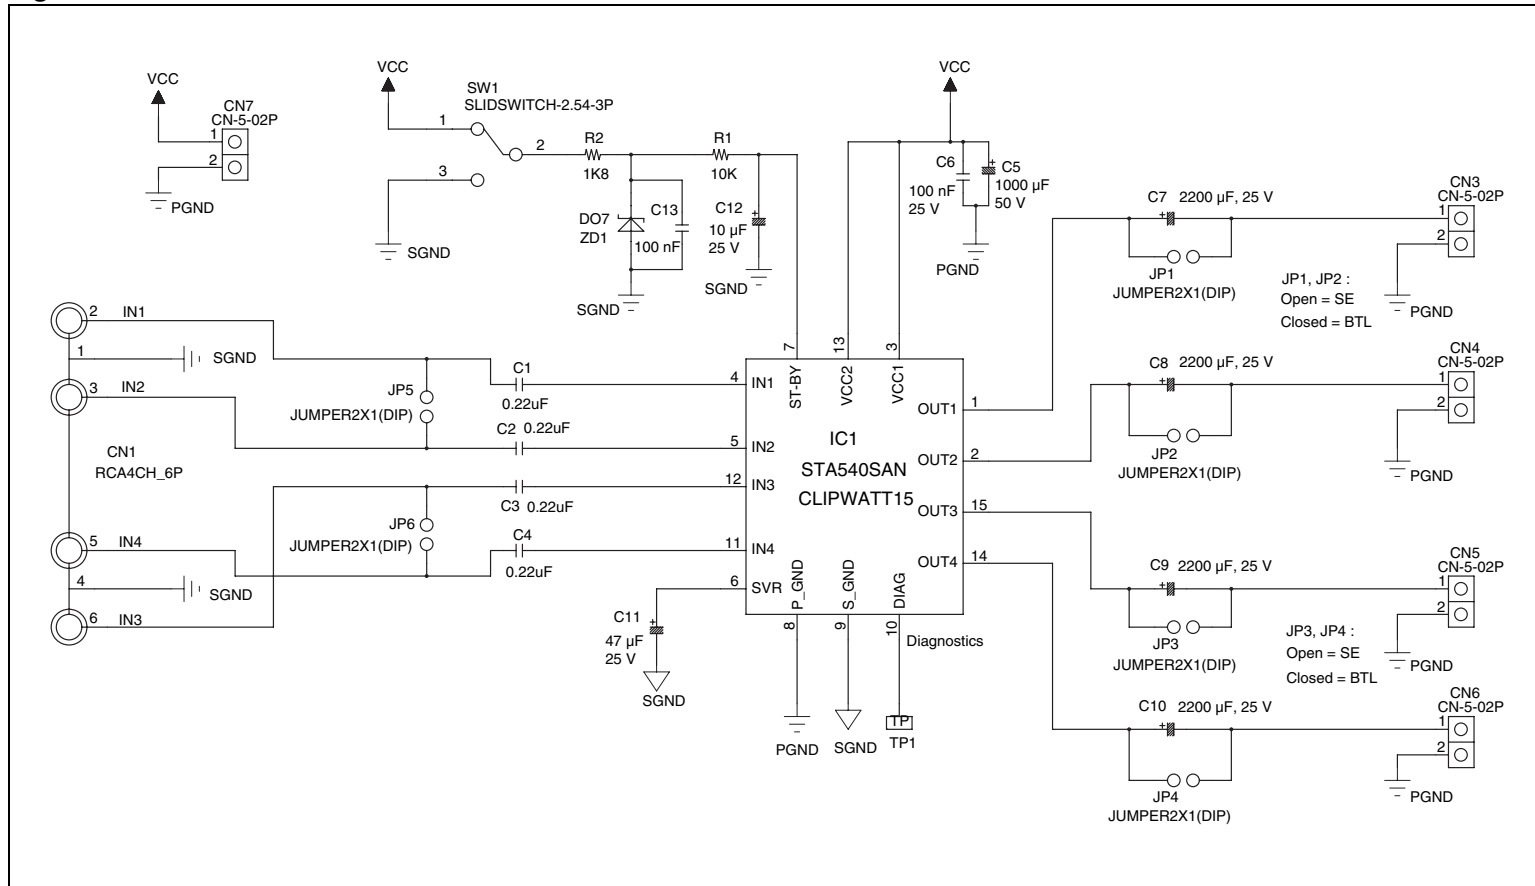 VCC
CN7
CN-5-02P
1
2
PGND
VCC
SW1
SLIDSWITCH-2.54-3P
1
2
3
SGND
R2
1K8
R1
10K
DO7
ZD1
C13
100 nF
C12
10 µF
25 V
SGND
SGND
VCC
C6
100 nF
25 V
C5
1000 µF
50 V
PGND
2
IN1
1
SGND
3
IN2
CN1
RCA4CH_6P
5
IN4
4
SGND
6
IN3
JP5
JUMPER2X1(DIP)
JP6
JUMPER2X1(DIP)
C1
0.22uF
C2 0.22uF
C3 0.22uF
C4
0.22uF
C11
47 µF
25 V
SGND
7
13
3
ST-BY
VCC2
VCC1
4
IN1
5
IN2
12
IN3
11
IN4
6
SVR
IC1
STA540SAN
CLIPWATT15
OUT1
1
OUT2
2
OUT3
15
OUT4
14
P_GND
S_GND
DIAG
8
9
10
Diagnostics
PGND
SGND
TP
TP1
C7 2200 µF, 25 V
JP1
JUMPER2X1(DIP)
JP1, JP2 :
Open = SE
Closed = BTL
CN3
CN-5-02P
1
2
PGND
C8 2200 µF, 25 V
JP2
JUMPER2X1(DIP)
CN4
CN-5-02P
1
2
PGND
C9 2200 µF, 25 V
JP3
JUMPER2X1(DIP)
JP3, JP4 :
Open = SE
Closed = BTL
CN5
CN-5-02P
1
2
PGND
C10 2200 µF, 25 V
JP4
JUMPER2X1(DIP)
CN6
CN-5-02P
1
2
PGND